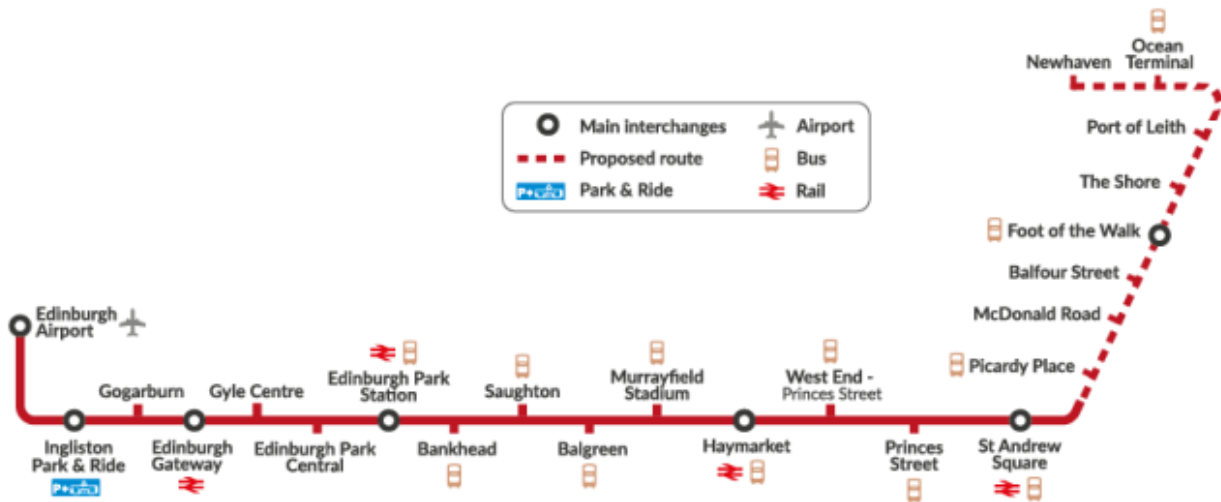 Ocean
Terminal
Newhaven
Main interchanges
Airport
Proposed route
Bus
P+
Park & Ride
Rail
Port of Leith
The Shore
Foot of the Walk
Balfour Street
McDonald Road
Picardy Place
Edinburgh
Airport
Gogarburn
Gyle Centre
Edinburgh Park
Station
Saughton
Murrayfield
Stadium
West End -
Princes Street
Ingliston
Park & Ride
P+
Edinburgh
Gateway
Edinburgh Park
Central
Bankhead
Balgreen
Haymarket
Princes
Street
St Andrew
Square